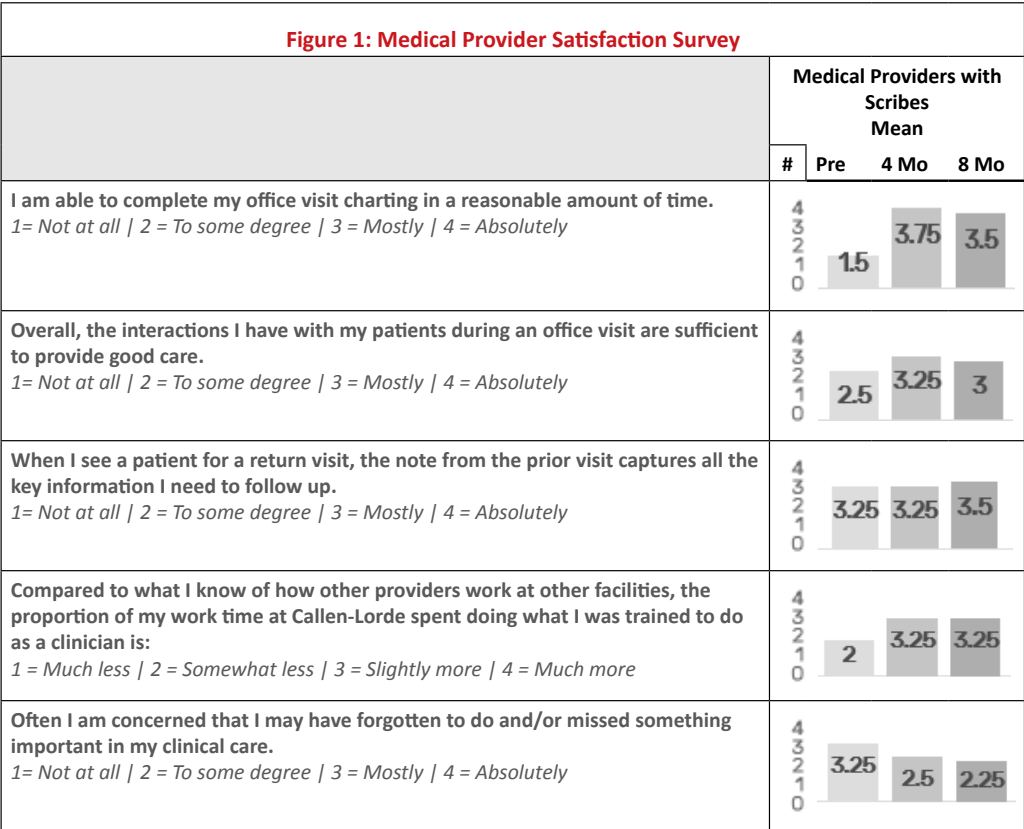 Figure 1: Medical Provider Satisfaction Survey
Medical Providers with
Scribes
Mean
# Pre 4 Mo 8 Mo
I am able to complete my office visit charting in a reasonable amount of time.
1= Not at all | 2 = To some degree | 3 = Mostly | 4 = Absolutely
4
3
2
1
0
1.5 3.75 3.5
Overall, the interactions I have with my patients during an office visit are sufficient
to provide good care.
1= Not at all | 2 = To some degree | 3 = Mostly | 4 = Absolutely
4
3
2
1
0
2.5 3.25 3
When I see a patient for a return visit, the note from the prior visit captures all the
key information I need to follow up.
1= Not at all | 2 = To some degree | 3 = Mostly | 4 = Absolutely
4
3
2
1
0
3.25 3.25 3.5
Compared to what I know of how other providers work at other facilities, the
proportion of my work time at Callen-Lorde spent doing what I was trained to do
as a clinician is:
1 = Much less | 2 = Somewhat less | 3 = Slightly more | 4 = Much more
4
3
2
1
0
2 3.25 3.25
Often I am concerned that I may have forgotten to do and/or missed something
important in my clinical care.
1= Not at all | 2 = To some degree | 3 = Mostly | 4 = Absolutely
4
3
2
1
0
3.25 2.5 2.25